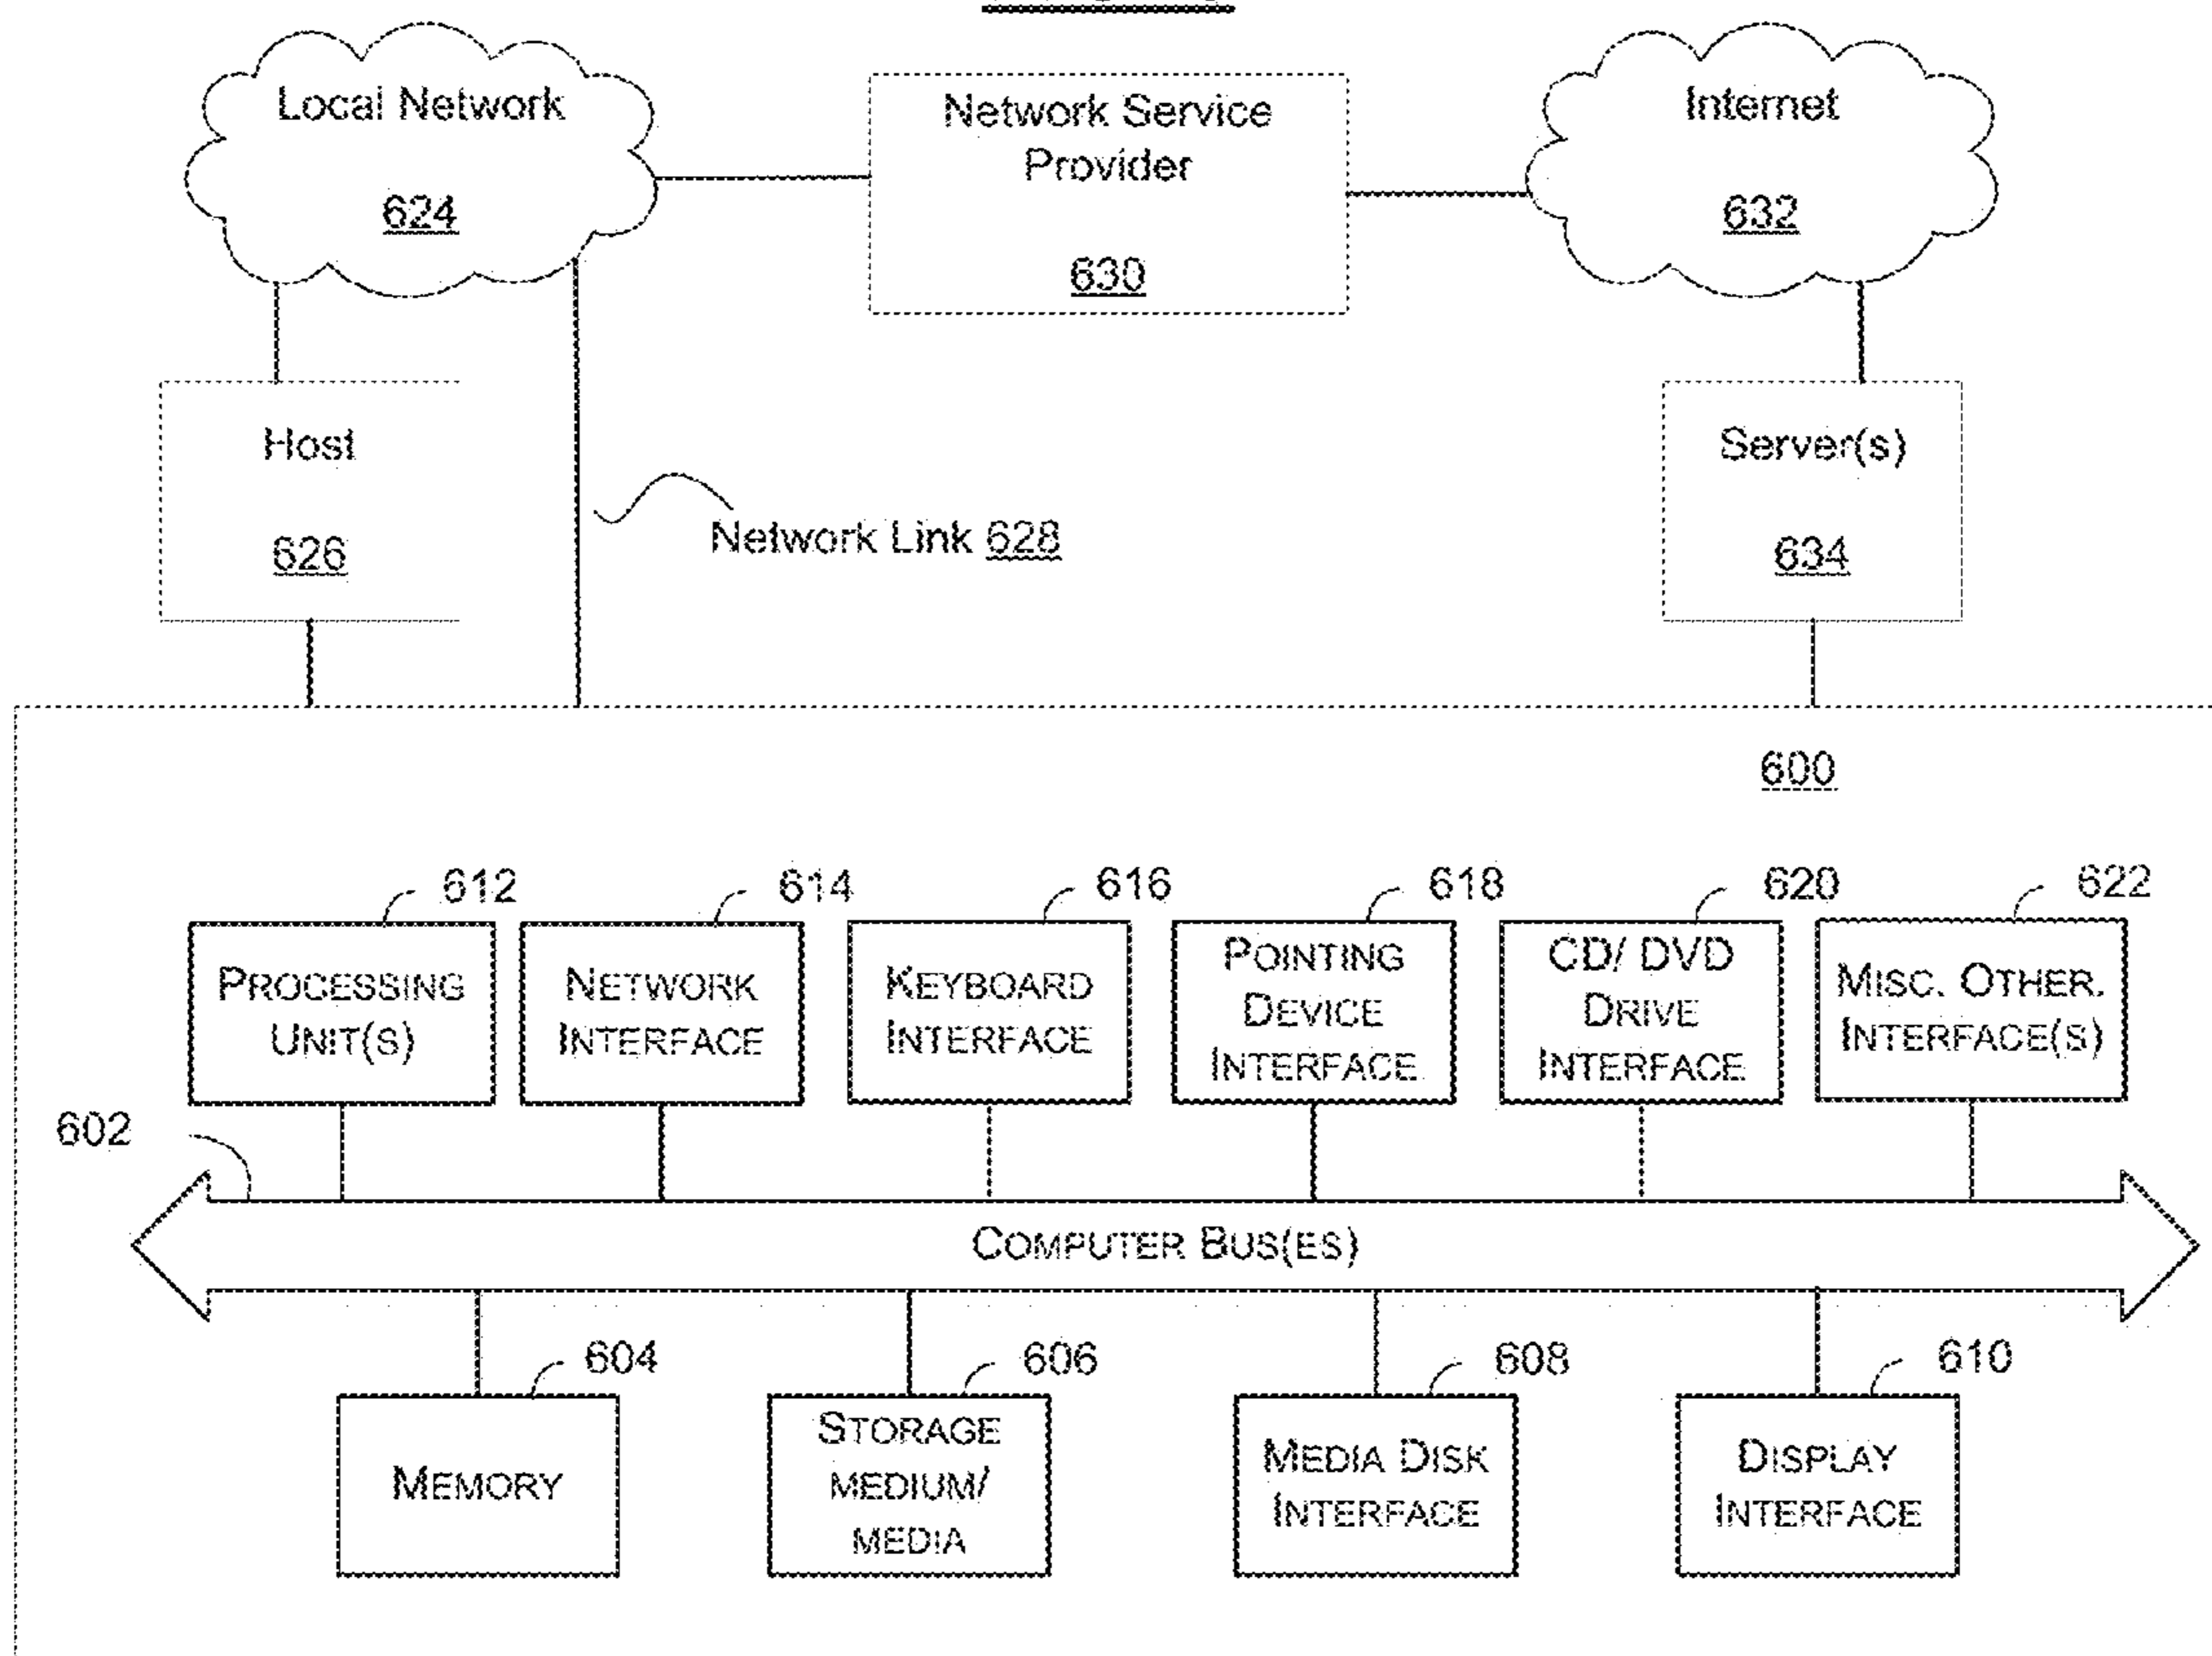 Local Network
624
Network Service
Provider
630
Internet
632
Host
626
Network Link 628
Server(s)
634
600
612
614
616
618
620
622
PROCESSING
UNIT(S)
NETWORK
INTERFACE
KEYBOARD
INTERFACE
POINTING
DEVICE
INTERFACE
CD/ DVD
DRIVE
INTERFACE
MISC. OTHER.
INTERFACE(S)
602
COMPUTER BUS(ES)
604
606
608
610
MEMORY
STORAGE
MEDIUM/
MEDIA
MEDIA DISK
INTERFACE
DISPLAY
INTERFACE